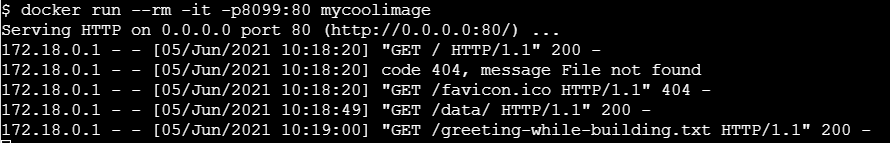 $ docker run --rm -it -p8099:80 mycoolimage
Serving HTTP on 0.0.0.0 port 80 (http://0.0.0.0:80/) ...
172.18.0.1 - - [05/Jun/2021 10:18:20] "GET / HTTP/1.1" 200 -
172.18.0.1 - - [05/Jun/2021 10:18:20] code 404, message File not found
172.18.0.1 - - [05/Jun/2021 10:18:20] "GET /favicon.ico HTTP/1.1" 404 -
172.18.0.1 - - [05/Jun/2021 10:18:49] "GET /data/ HTTP/1.1" 200 -
172.18.0.1 - - [05/Jun/2021 10:19:00] "GET /greeting-while-building.txt HTTP/1.1" 200 -